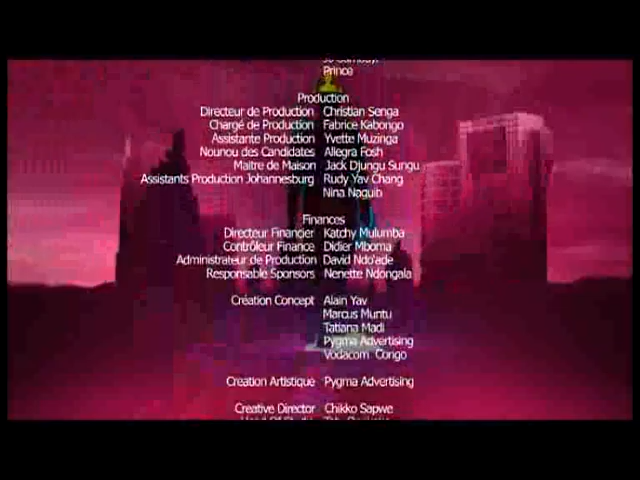 Prince
Production
Directeur de Production Christian Senga
Chargé de Production Fabrice Kabongo
Assistante Production Yvette Muzinga
Nounou des Candidates Allegra Fosh
Maitre de Maison Jack Djungu Sungu
Assistants Production Johannesburg Rudy Yav Chang
Nina Naguib
Finances
Directeur Financier Katchy Mulumba
Contrôleur Finance Didier Mboma
Administrateur de Production David Ndo'ade
Responsable Sponsors Nenette Ndongala
Création Concept Alain Yav
Marcus Muntu
Tatiana Madi
Pygma Advertising
Vodacom Congo
Creation Artistique Pygma Advertising
Creative Director Chikko Sapwe